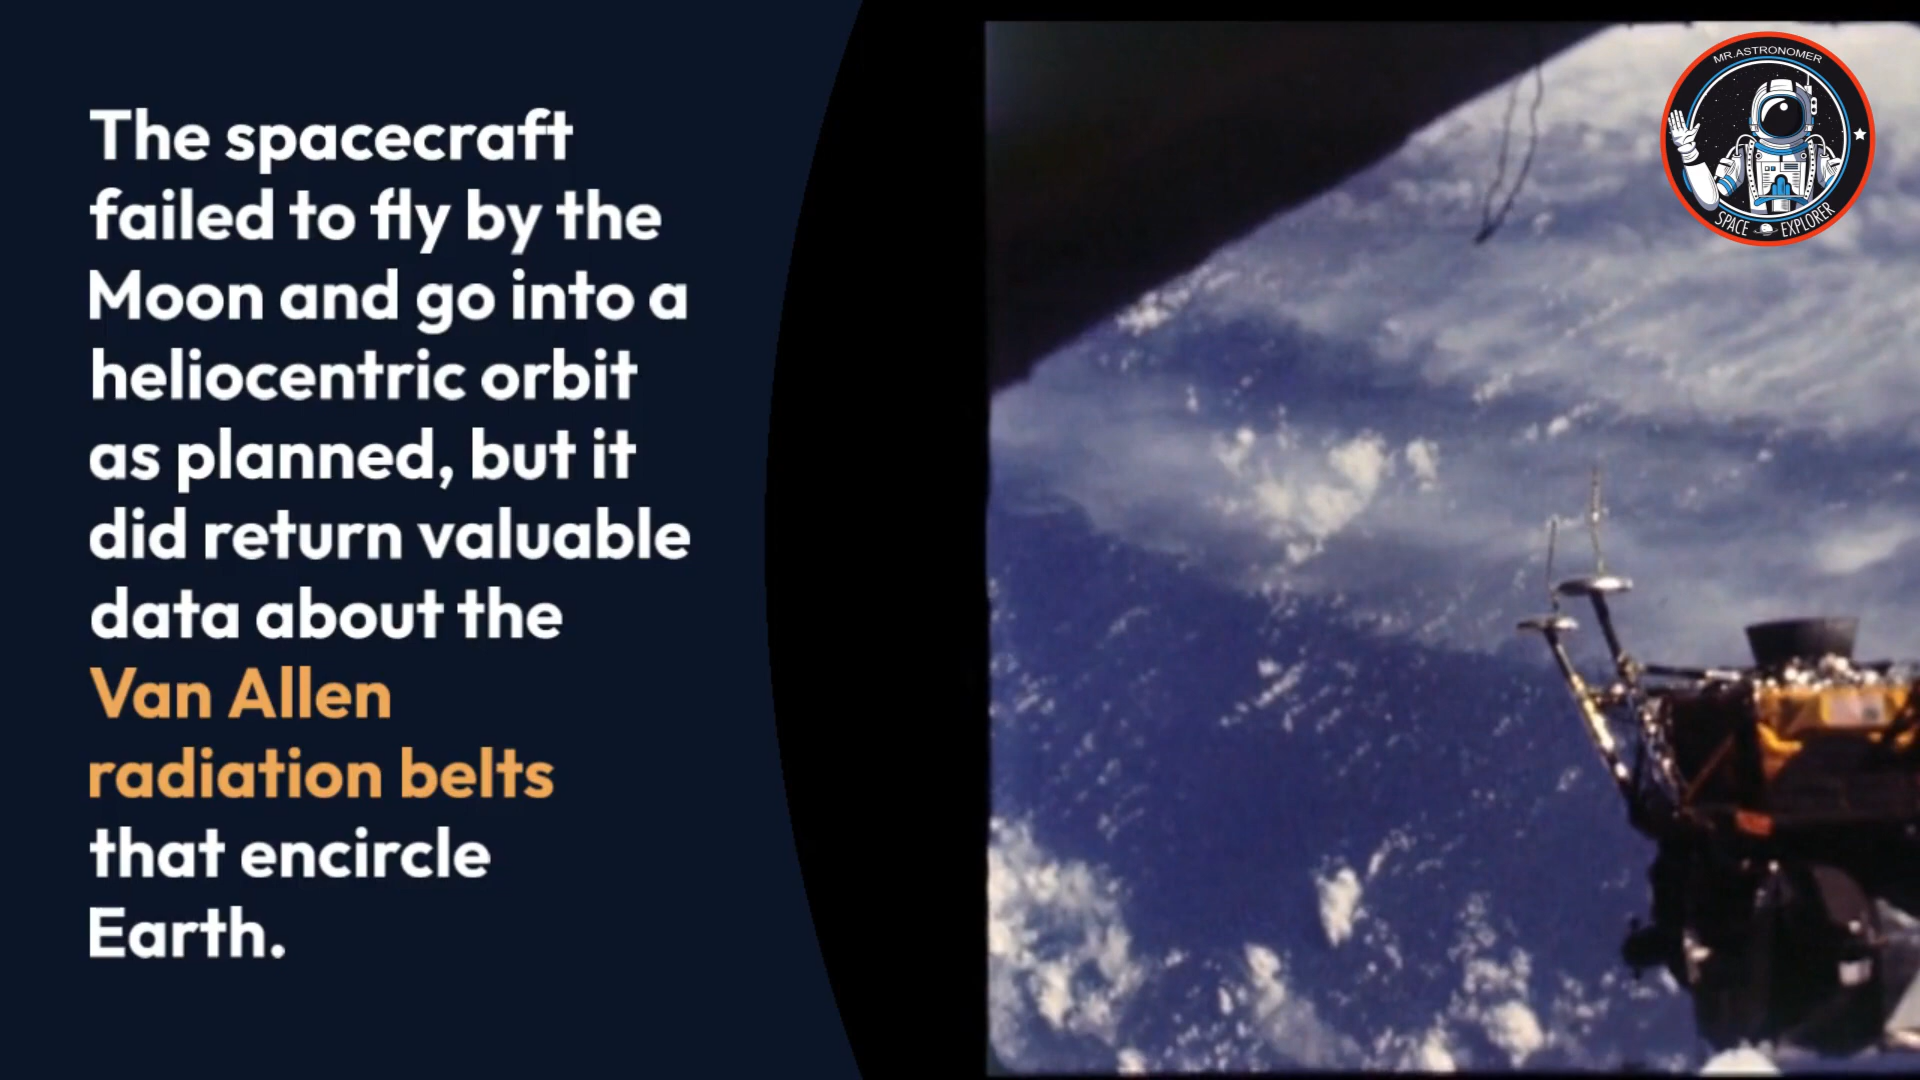 The spacecraft
failed to fly by the
Moon and go into a
heliocentric orbit
as planned, but it
did return valuable
data about the
Van Allen
radiation belts
that encircle
Earth.
MR.ASTRONOMER
SPACE EXPLORER